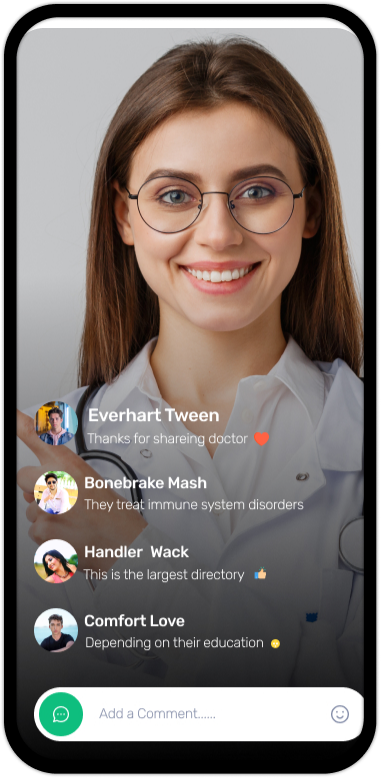 Everhart Tween
Thanks for shareing doctor ❤️
Bonebrake Mash
They treat immune system disorders
Handler Wack
This is the largest directory 👍
Comfort Love
Depending on their education
Add a Comment......